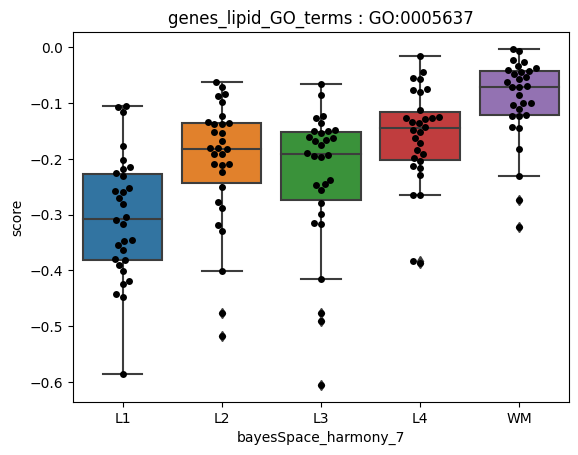 genes_lipid_GO_terms : GO:0005637
0.0
−0.1
−0.2
−0.3
−0.4
−0.5
−0.6
score
L1 L2 L3 L4 WM
bayesSpace_harmony_7